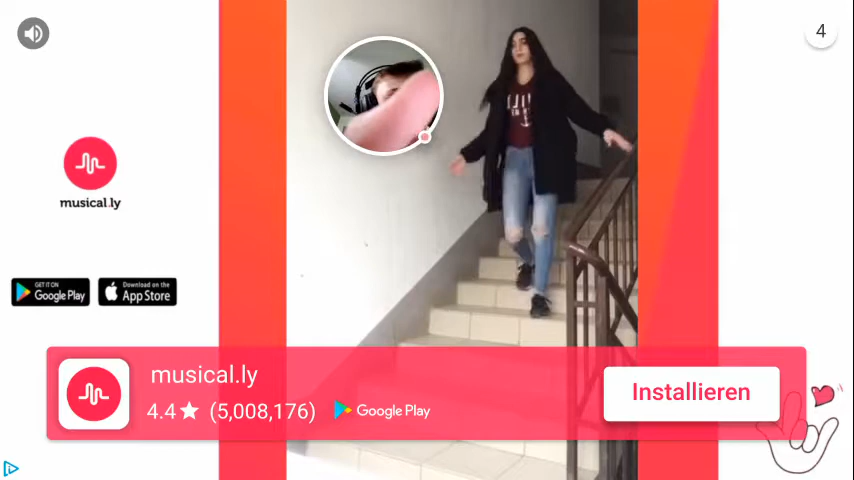 4
musical.ly
GET IT ON
Google Play
Download on the
App Store
musical.ly
4.4★ (5,008,176)
Google Play
Installieren